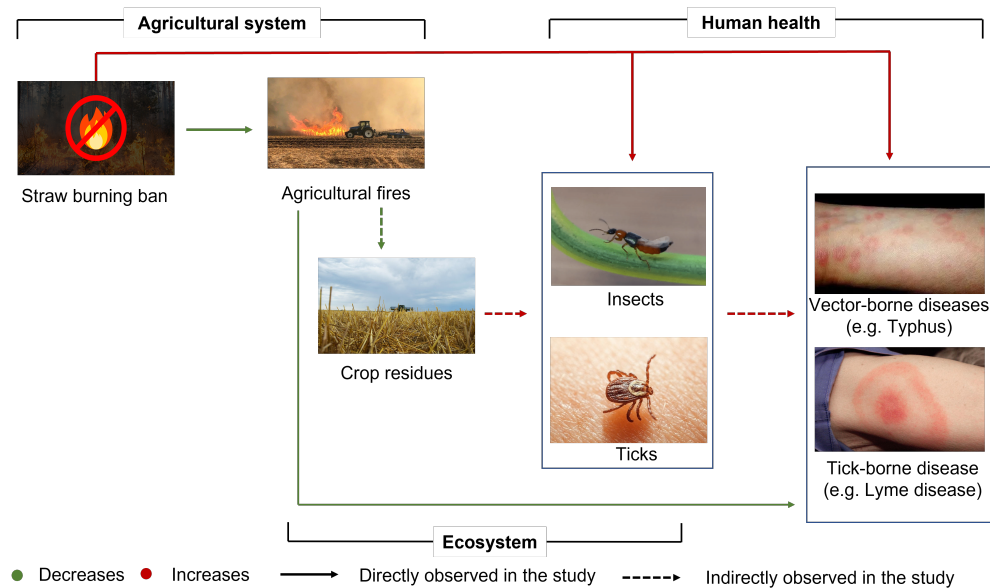 Agricultural system
Human health
Straw burning ban
Agricultural fires
Crop residues
Insects
Ticks
Vector-borne diseases
(e.g. Typhus)
Tick-borne disease
(e.g. Lyme disease)
Ecosystem
Decreases
Increases
Directly observed in the study
Indirectly observed in the study